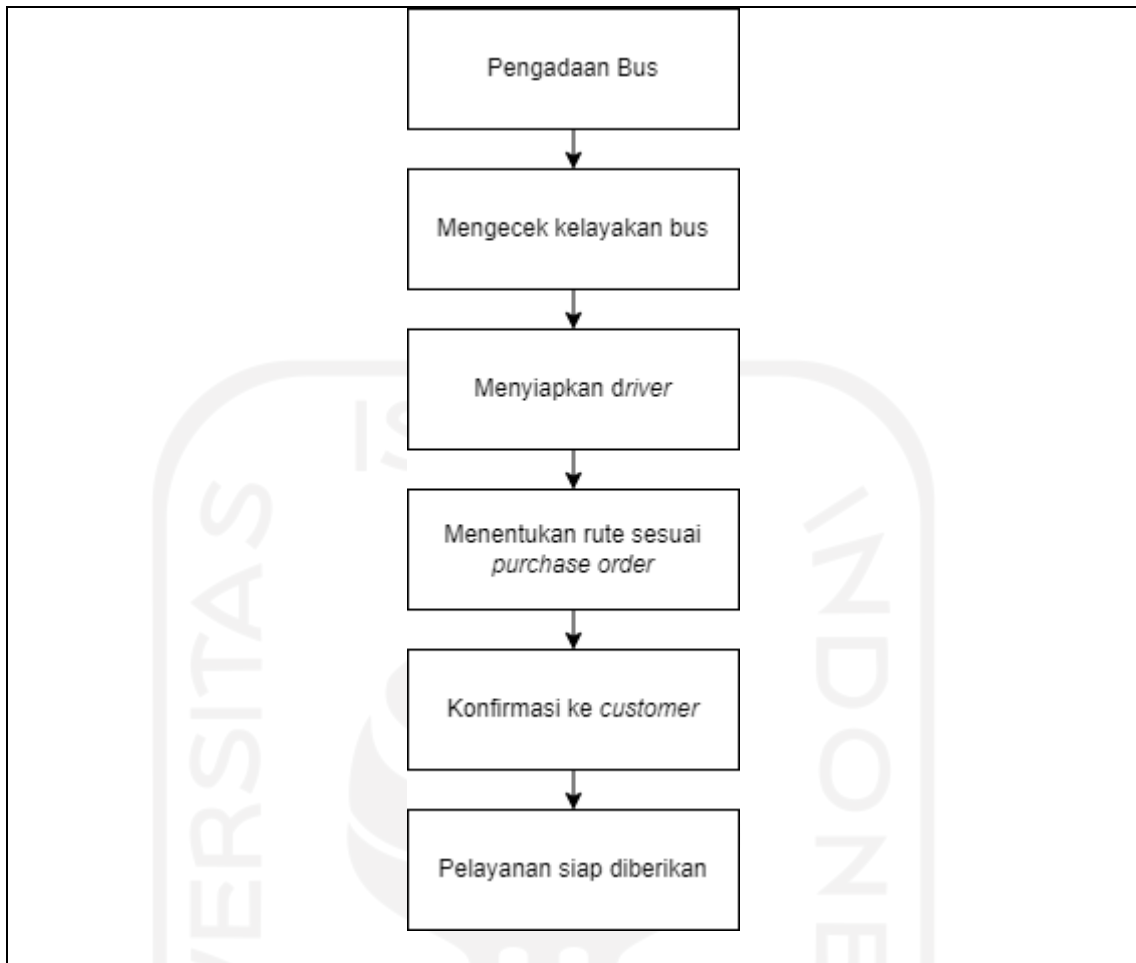 Pengadaan Bus
Mengecek kelayakan bus
Menyiapkan driver
Menentukan rute sesuai
purchase order
Konfirmasi ke customer
Pelayanan siap diberikan